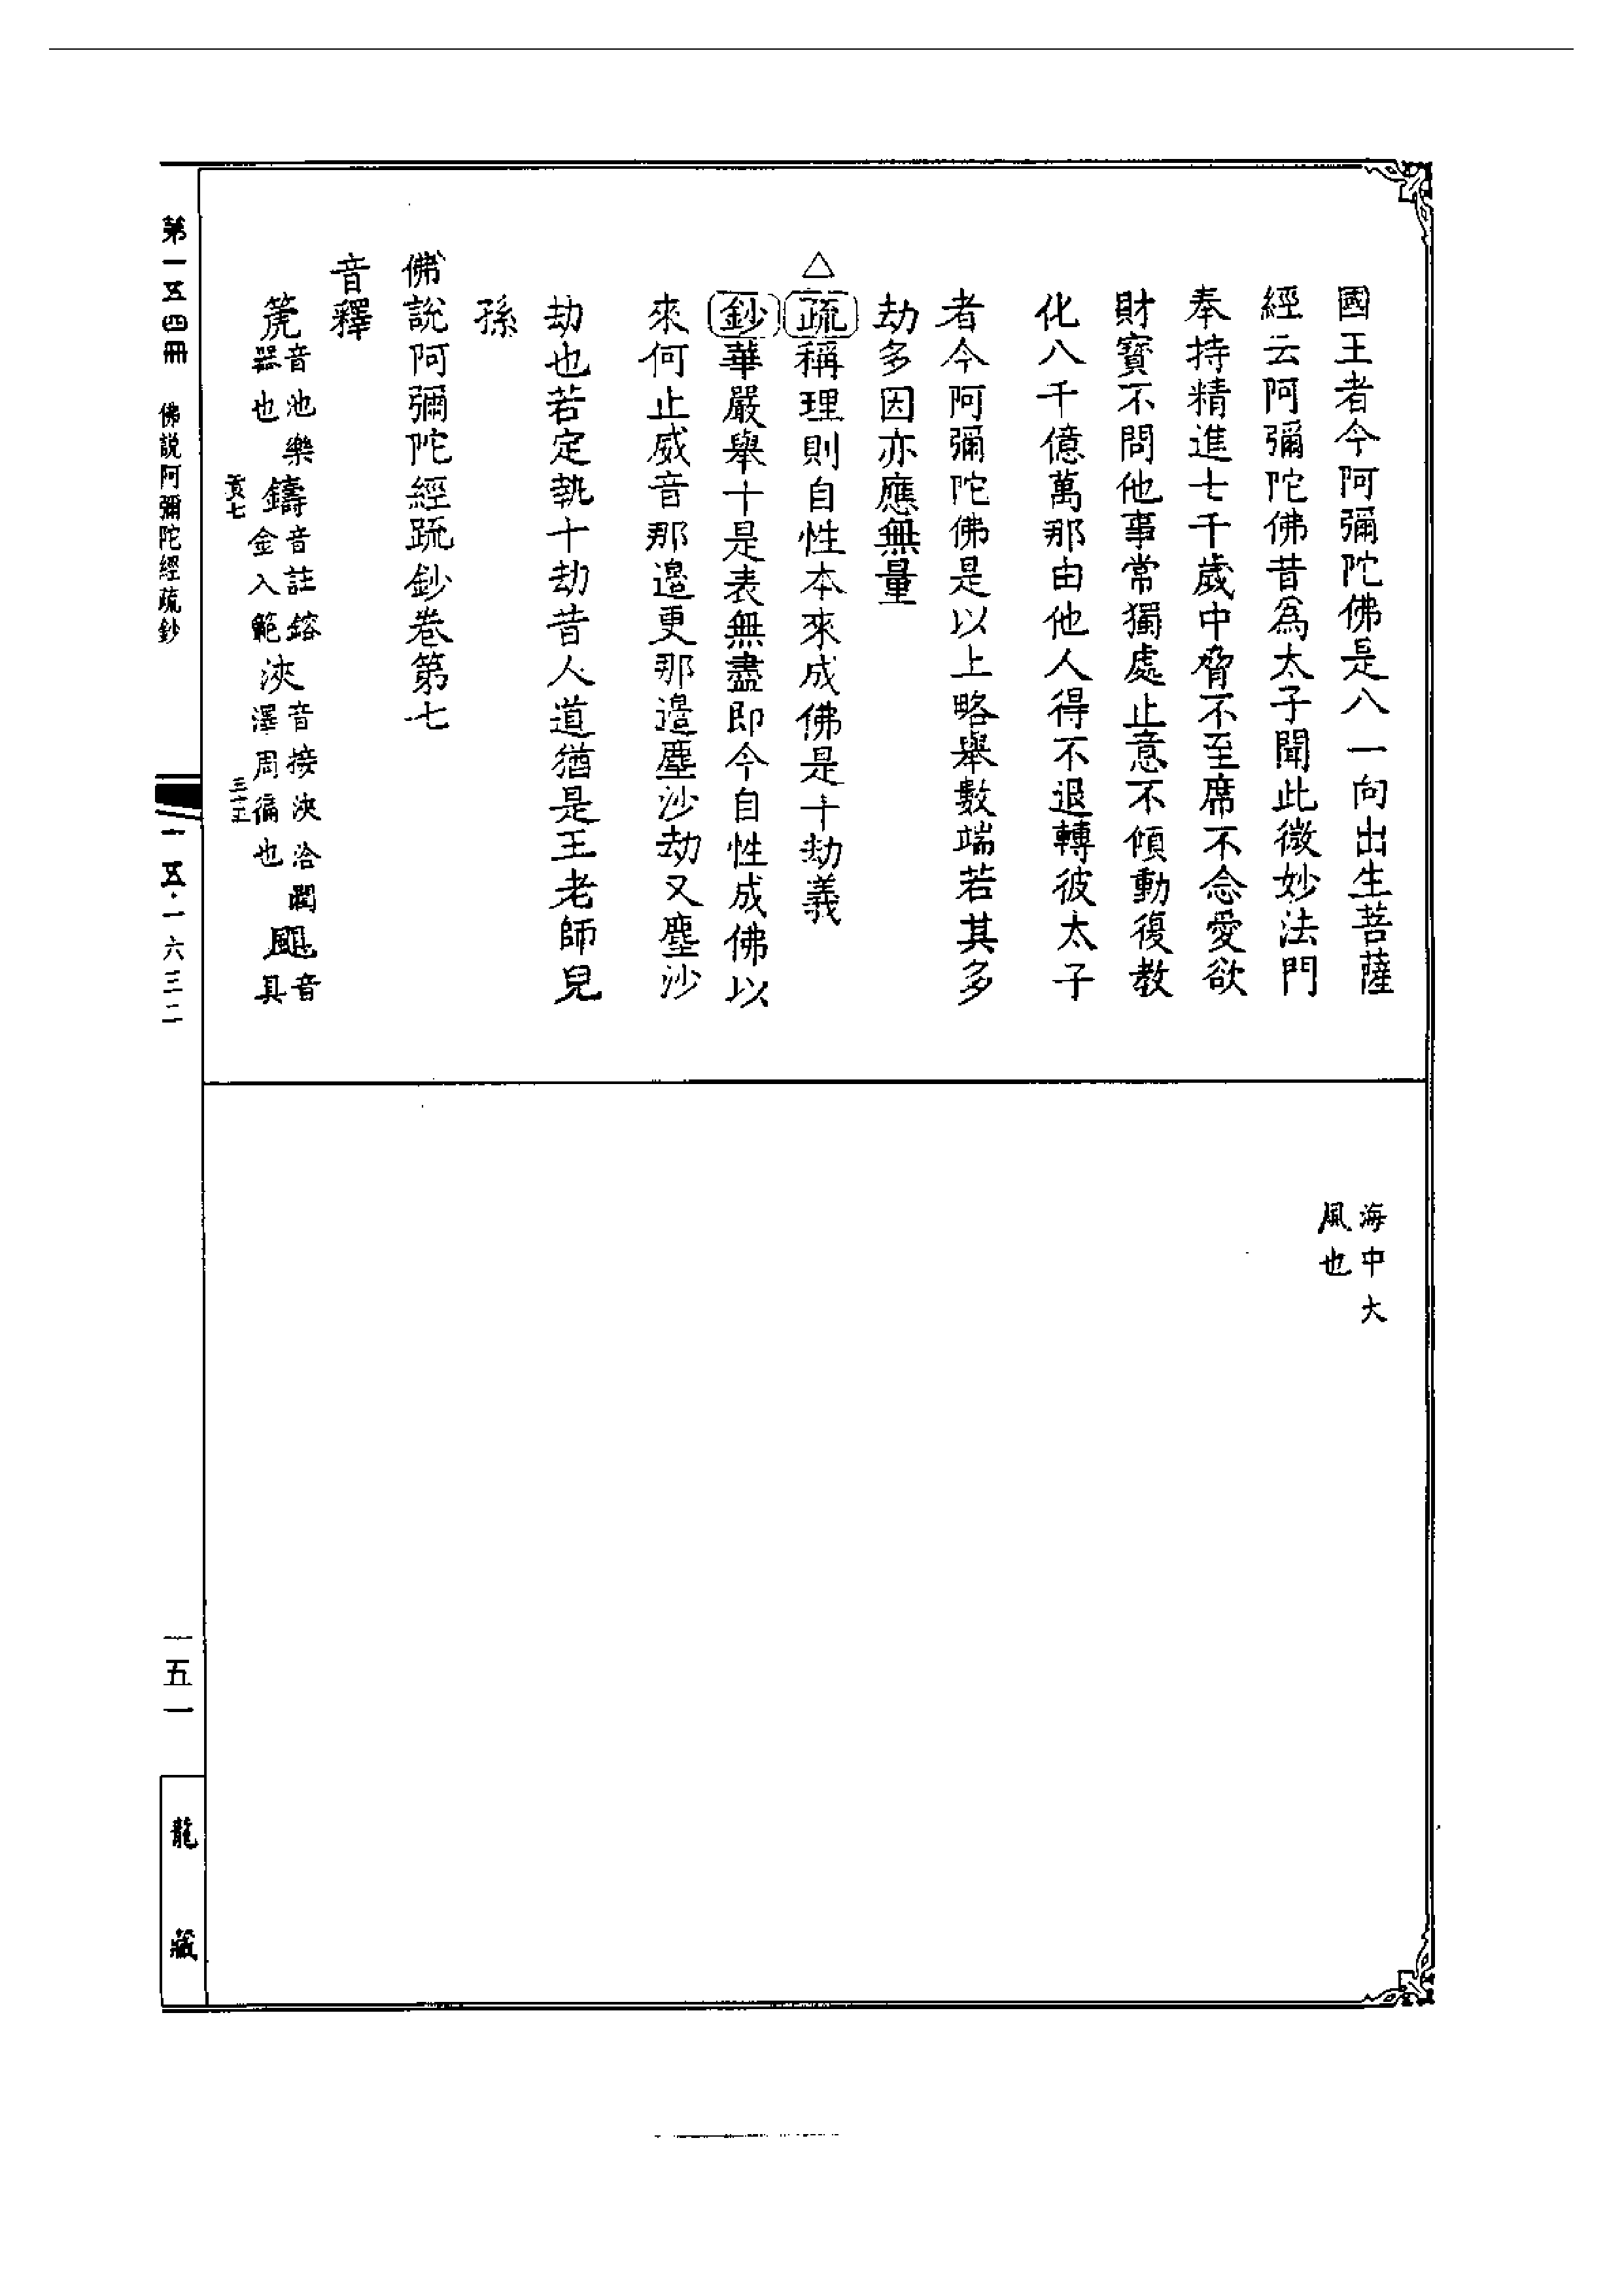 國王者今阿彌陀佛是八一向出生菩薩
經云阿彌陀佛昔爲太子聞此微妙法門
奉持精進七千歲中脅不至席不念愛欲
財寶不問他事常獨處止意不傾動復教
化八千億萬那由他人得不退轉彼太子
者今阿彌陀佛是以上略舉數端若其多
劫多因亦應無量
△疏稱理則自性本來成佛是十劫義
鈔華嚴舉十是表無盡即今自性成佛以
來何止威音那邊更那邊塵沙劫又塵沙
劫也若定執十劫昔人道猶是王老師兒
孫
佛說阿彌陀經疏鈔卷第七
音釋
箎音池樂器也 鑄音註鎔金入範 浹音接浹洽潤澤周徧也 颶音具
海中大風也
第一五四冊 佛説阿彌陀經疏鈔
一五·一六三二
一五一
龍藏